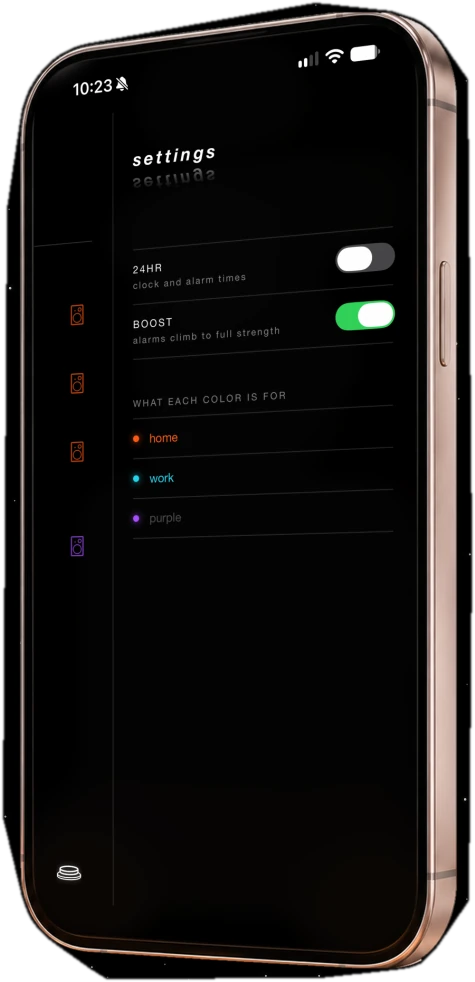 10:23
settings
24HR
clock and alarm times
BOOST
alarms climb to full strength
WHAT EACH COLOR IS FOR
home
work
purple